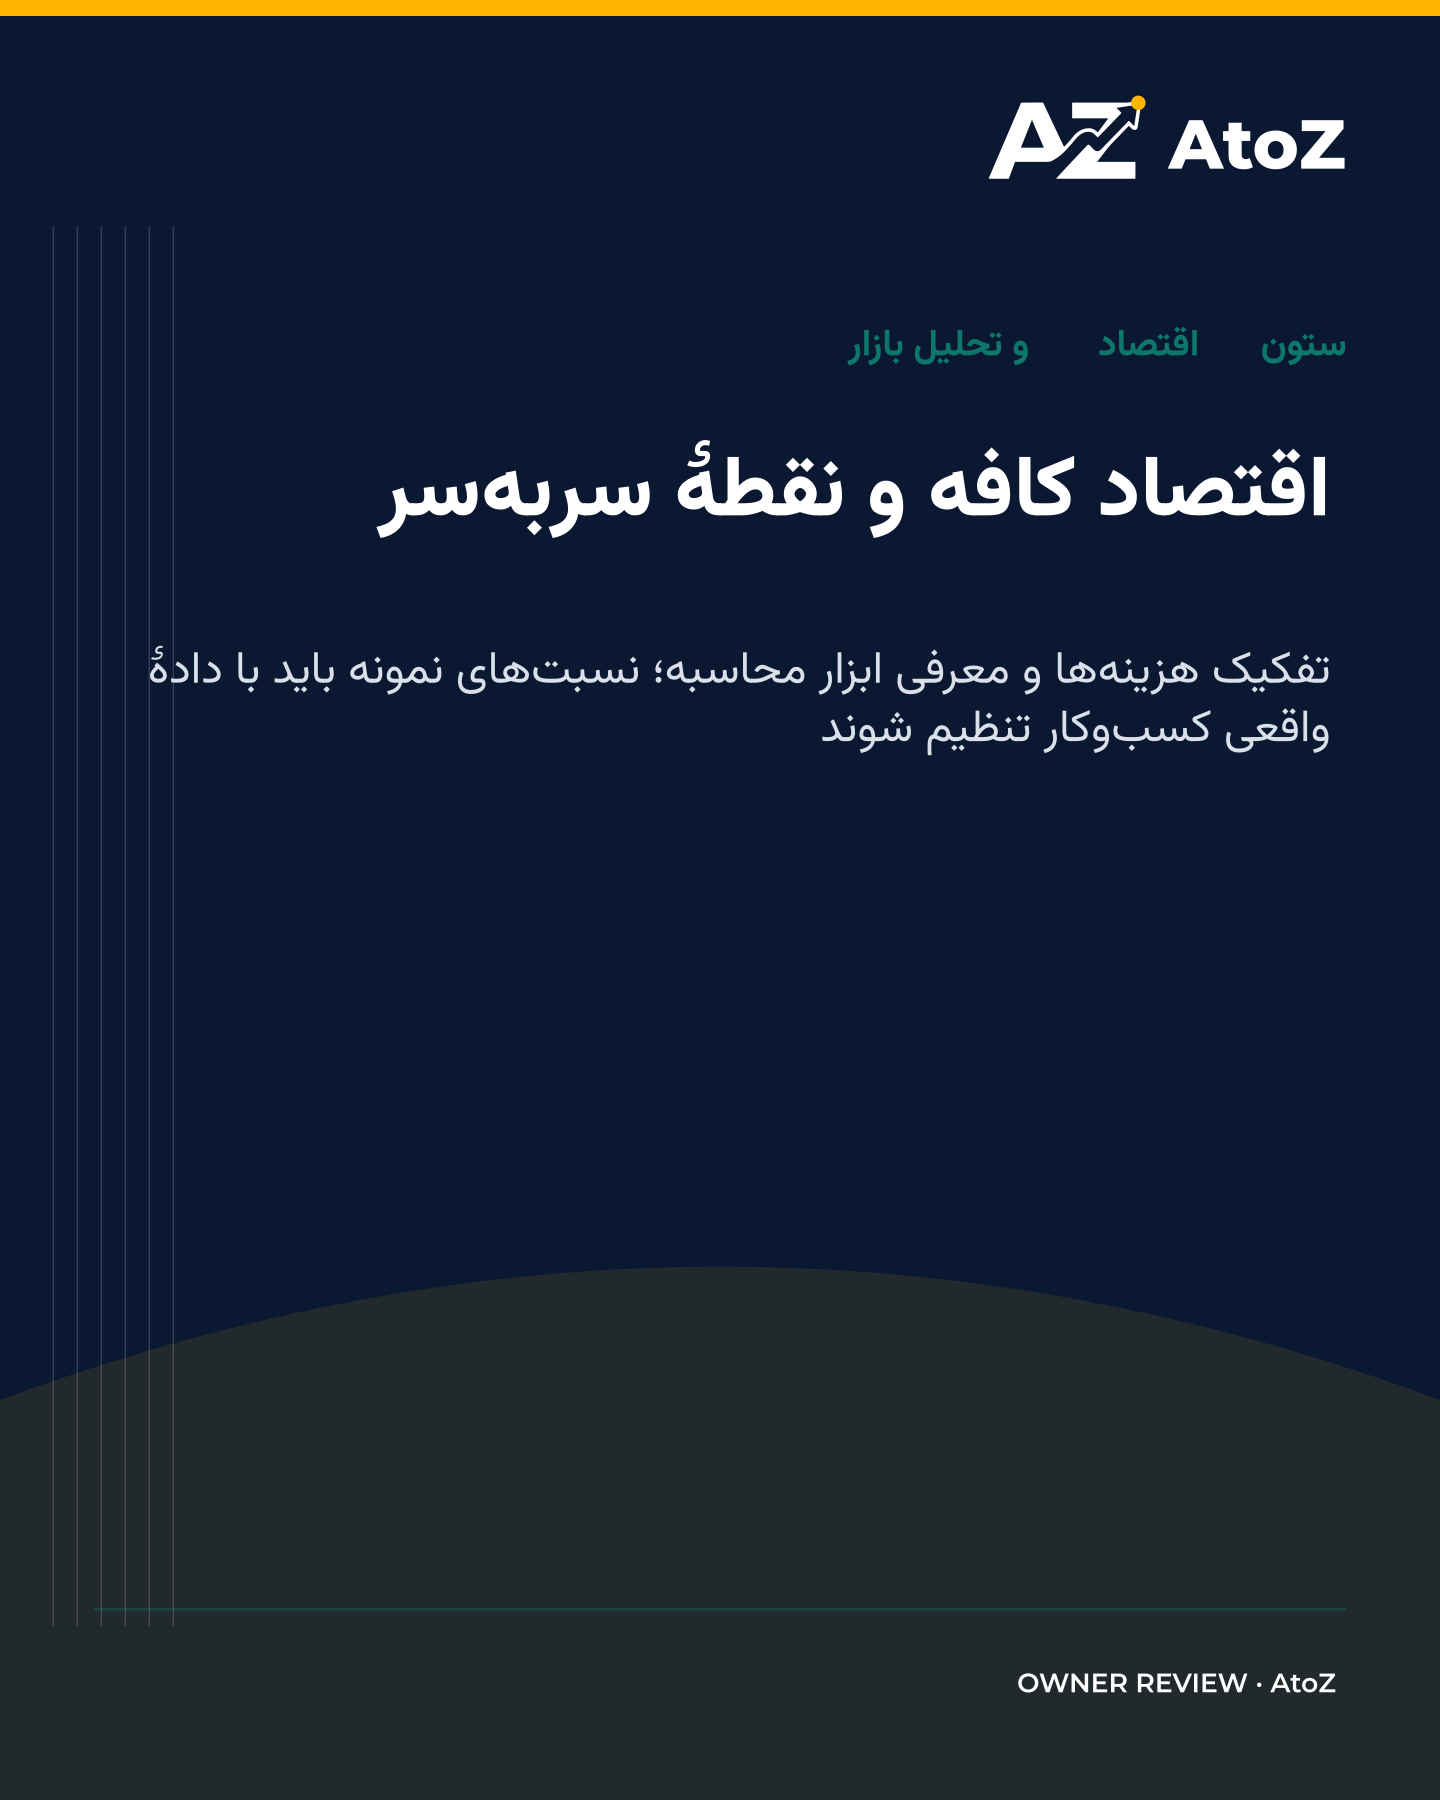 AZ AtoZ
ستون اقتصاد و تحلیل بازار
اقتصاد کافه و نقطهٔ سربه‌سر
تفکیک هزینه‌ها و معرفی ابزار محاسبه؛ نسبت‌های نمونه باید با دادهٔ
واقعی کسب‌وکار تنظیم شوند
OWNER REVIEW · AtoZ